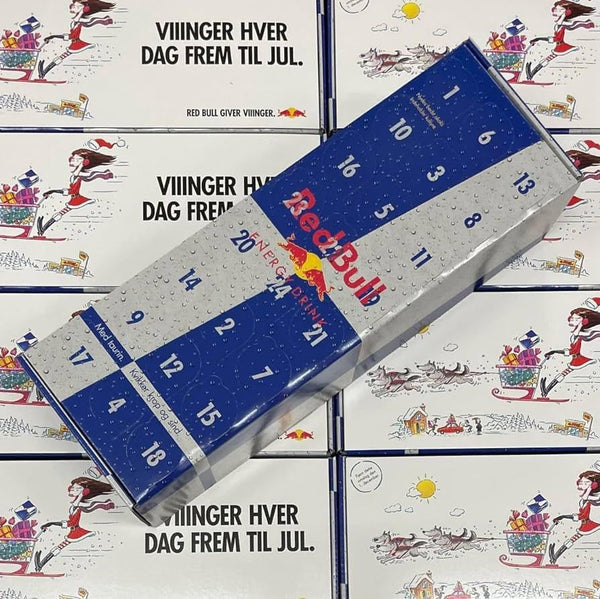 VIIINGER HVER
DAG FREM TIL JUL.
RED BULL GIVER VIIINGER.
VIIINGER HVER
DAG FREM
1
6
10
3
13
16
5
8
23
22
11
Red Bull
ENERGY DRINK
20
24
19
14
21
9
2
7
17
12
4
15
18
Med taurin.
Kvikker krop og sind.
VIIINGER HVER
DAG FREM TIL JUL.